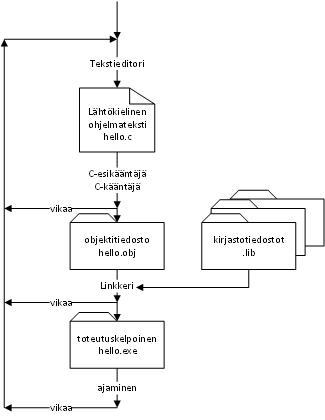 Tekstieditori
Lähtökielinen
ohjelmateksti
hello.c
C-esikääntäjä
C-kääntäjä
vikaa
objektitiedosto
hello.obj
kirjastotiedostot
.lib
Linkkeri
vikaa
toteutuskelpoinen
hello.exe
ajaminen
vikaa